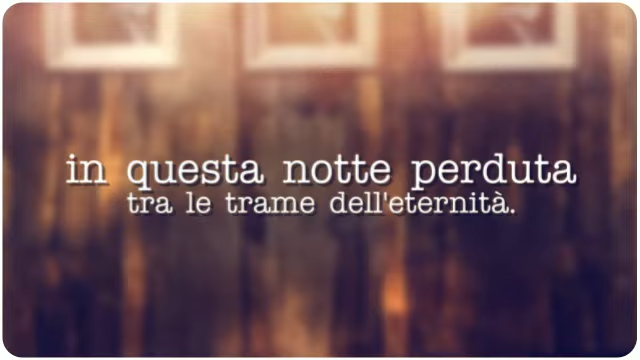 in questa notte perduta
tra le trame dell'eternità.